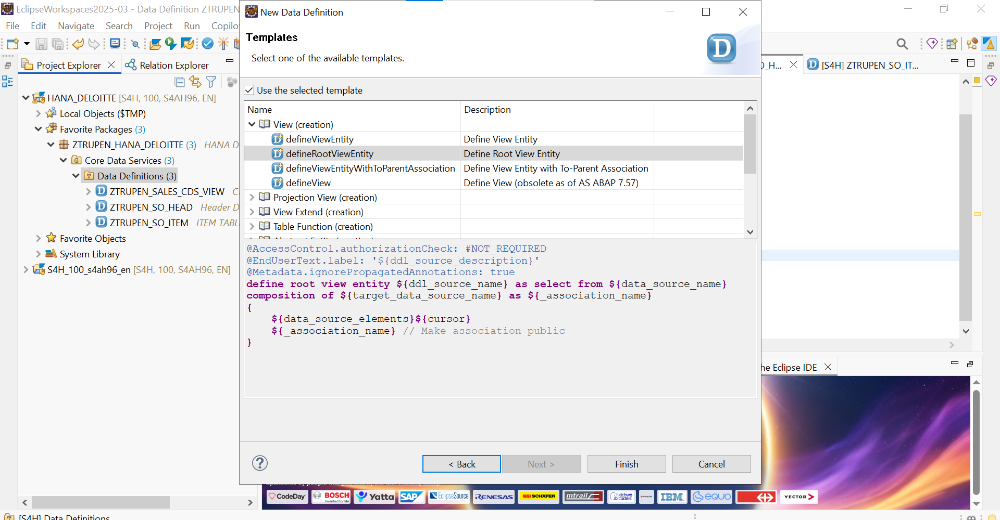 EclipseWorkspaces2025-03 - Data Definition ZTRUPEN
File Edit Navigate Search Project Run Copilo
Project Explorer
Relation Explorer
HANA_DELOITTE [S4H, 100, S4AH96, EN]
Local Objects ($TMP)
Favorite Packages (3)
ZTRUPEN_HANA_DELOITTE (3) HANA D
Core Data Services (3)
Data Definitions (3)
ZTRUPEN_SALES_CDS_VIEW C
ZTRUPEN_SO_HEAD Header D
ZTRUPEN_SO_ITEM ITEM TABL
Favorite Objects
System Library
S4H_100_s4ah96_en [S4H, 100, S4AH96, EN]
New Data Definition
Templates
Select one of the available templates.
Use the selected template
Name Description
View (creation)
defineViewEntity Define View Entity
defineRootViewEntity Define Root View Entity
defineViewEntityWithToParentAssociation Define View Entity with To-Parent Association
defineView Define View (obsolete as of AS ABAP 7.57)
Projection View (creation)
View Extend (creation)
Table Function (creation)
@AccessControl.authorizationCheck: #NOT_REQUIRED
@EndUserText.label: '${ddl_source_description}'
@Metadata.ignorePropagatedAnnotations: true
define root view entity ${ddl_source_name} as select from ${data_source_name}
composition of ${target_data_source_name} as ${_association_name}
{
${data_source_elements}${cursor}
${_association_name} // Make association public
}
< Back Next > Finish Cancel
O_H...
[S4H] ZTRUPEN_SO_IT...
he Eclipse IDE
CodeDay BOSCH Invented for life Yatta SAP EclipseSource RENESAS SSI SCHÄFER mtrail kichwa coders IBM EQUO VECTOR
[S4H] Data Definitions